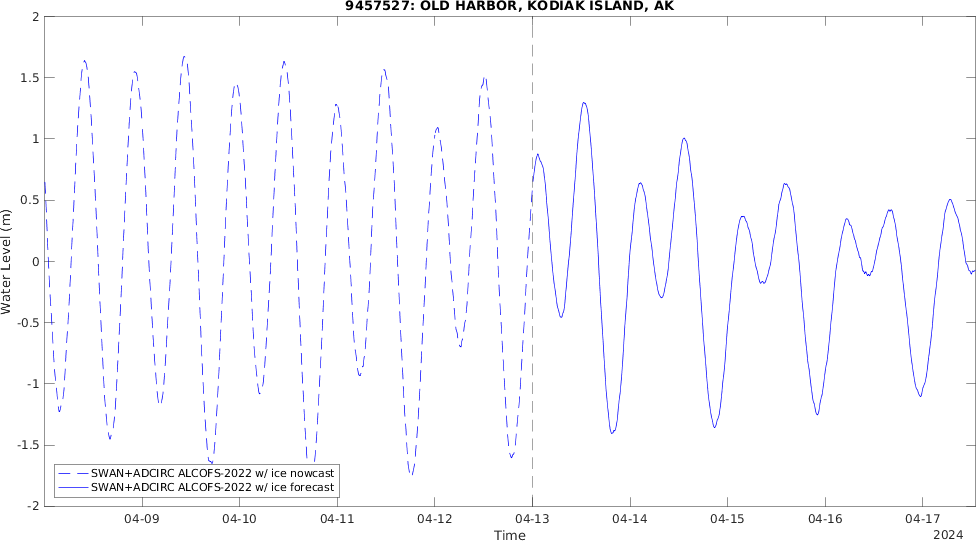 9457527: OLD HARBOR, KODIAK ISLAND, AK
2
1.5
1
0.5
0
-0.5
-1
-1.5
-2
Water Level (m)
SWAN+ADCIRC ALCOFS-2022 w/ ice nowcast
SWAN+ADCIRC ALCOFS-2022 w/ ice forecast
04-09 04-10 04-11 04-12 04-13 04-14 04-15 04-16 04-17
Time
2024